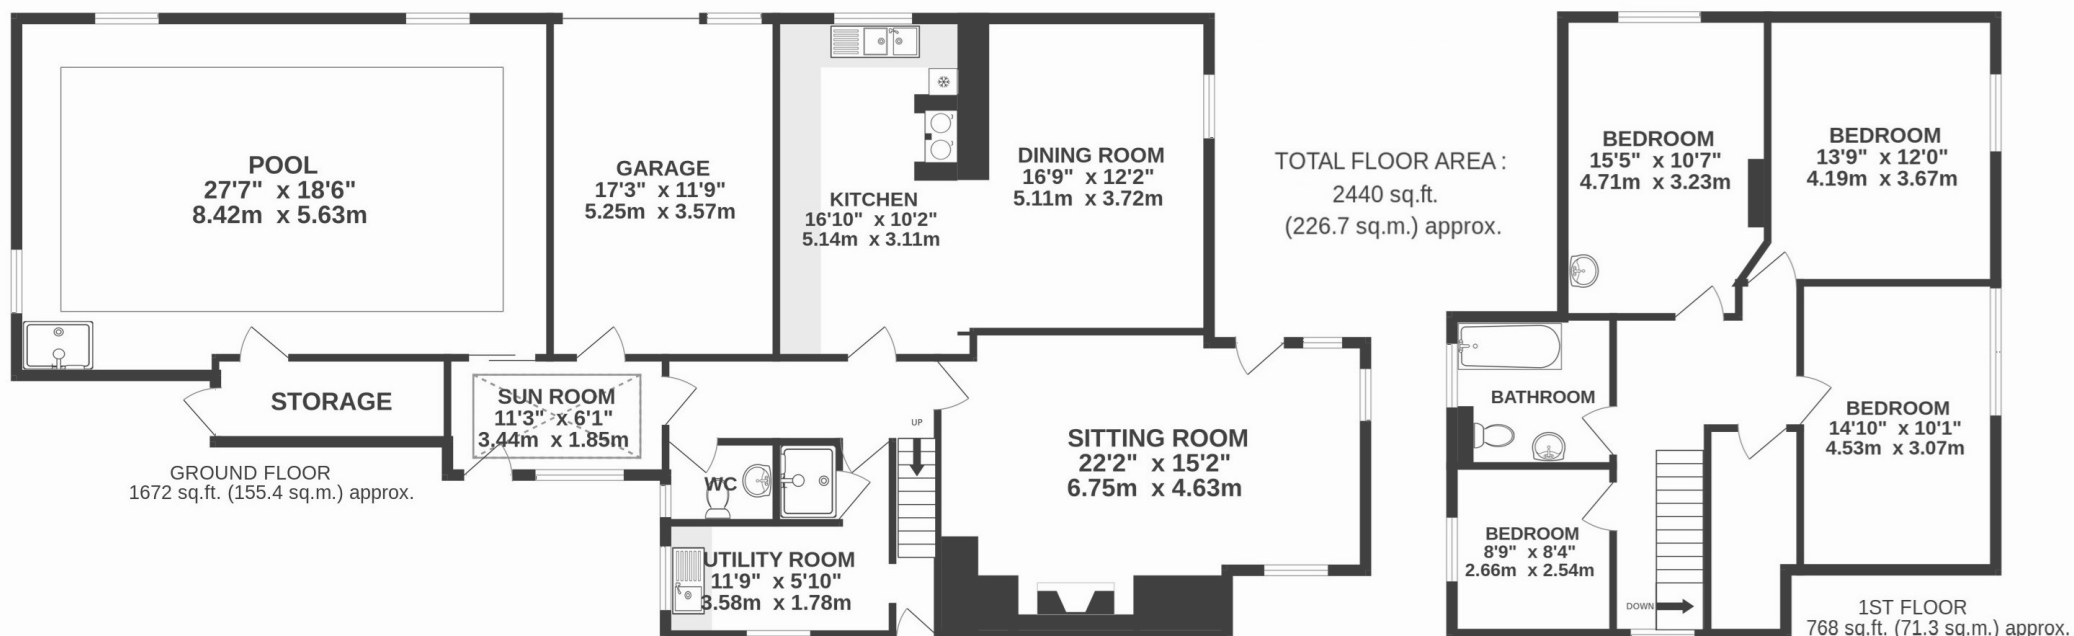 POOL
27'7" x 18'6"
8.42m x 5.63m
GARAGE
17'3" x 11'9"
5.25m x 3.57m
KITCHEN
16'10" x 10'2"
5.14m x 3.11m
DINING ROOM
16'9" x 12'2"
5.11m x 3.72m
TOTAL FLOOR AREA :
2440 sq.ft.
(226.7 sq.m.) approx.
BEDROOM
15'5" x 10'7"
4.71m x 3.23m
BEDROOM
13'9" x 12'0"
4.19m x 3.67m
STORAGE
SUN ROOM
11'3" x 6'1"
3.44m x 1.85m
UP
SITTING ROOM
22'2" x 15'2"
6.75m x 4.63m
BATHROOM
BEDROOM
14'10" x 10'1"
4.53m x 3.07m
GROUND FLOOR
1672 sq.ft. (155.4 sq.m.) approx.
WC
UTILITY ROOM
11'9" x 5'10"
3.58m x 1.78m
BEDROOM
8'9" x 8'4"
2.66m x 2.54m
DOWN
1ST FLOOR
768 sq.ft. (71.3 sq.m.) approx.